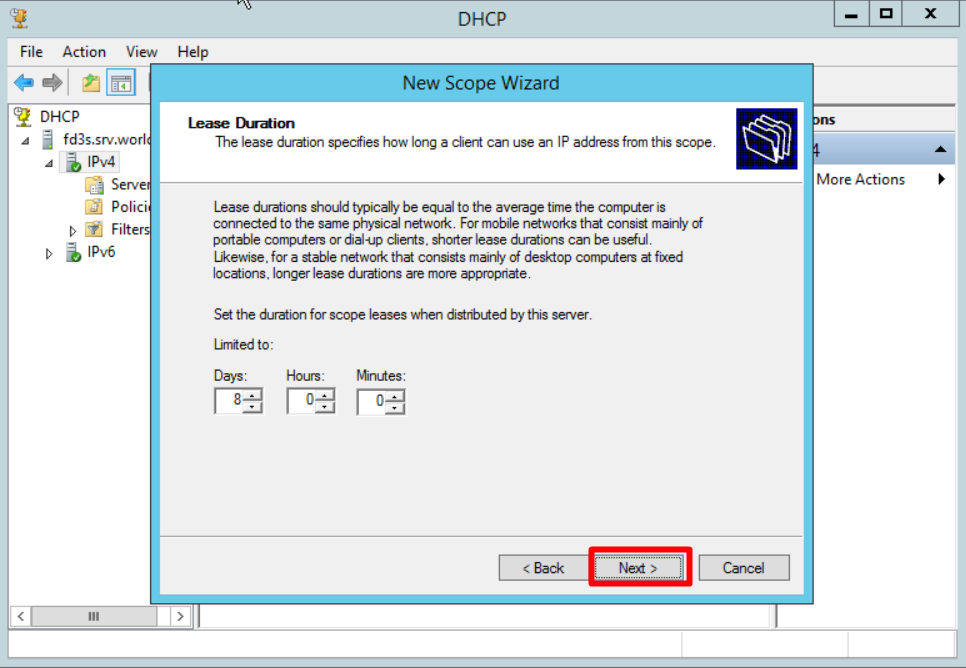 DHCP
File Action View Help
New Scope Wizard
DHCP
fd3s.srv.world
IPv4
Server
Policie
Filters
IPv6
Lease Duration
The lease duration specifies how long a client can use an IP address from this scope.
Lease durations should typically be equal to the average time the computer is
connected to the same physical network. For mobile networks that consist mainly of
portable computers or dial-up clients, shorter lease durations can be useful.
Likewise, for a stable network that consists mainly of desktop computers at fixed
locations, longer lease durations are more appropriate.
Set the duration for scope leases when distributed by this server.
Limited to:
Days: Hours: Minutes:
8 0 0
< Back Next > Cancel
ons
4
More Actions